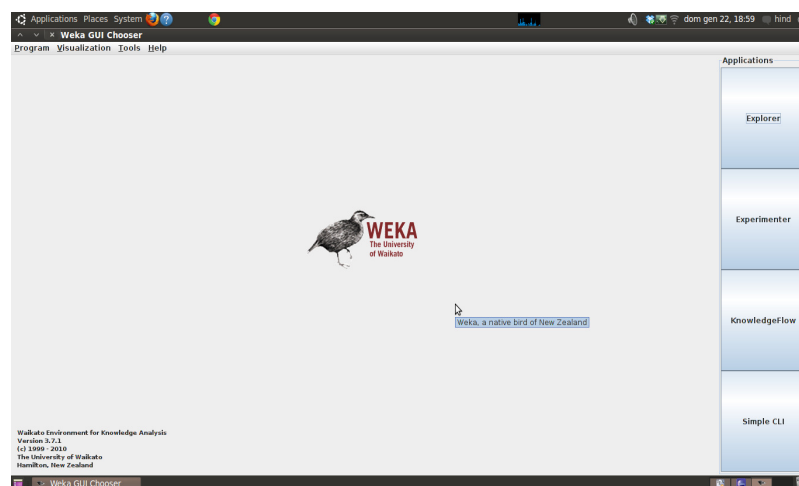 Applications Places System dom gen 22, 18:59 hind
Weka GUI Chooser
Program Visualization Tools Help
Applications
Explorer
Experimenter
KnowledgeFlow
Simple CLI
WEKA
The University
of Waikato
Weka, a native bird of New Zealand
Waikato Environment for Knowledge Analysis
Version 3.7.1
(c) 1999 - 2010
The University of Waikato
Hamilton, New Zealand
Weka GUI Chooser